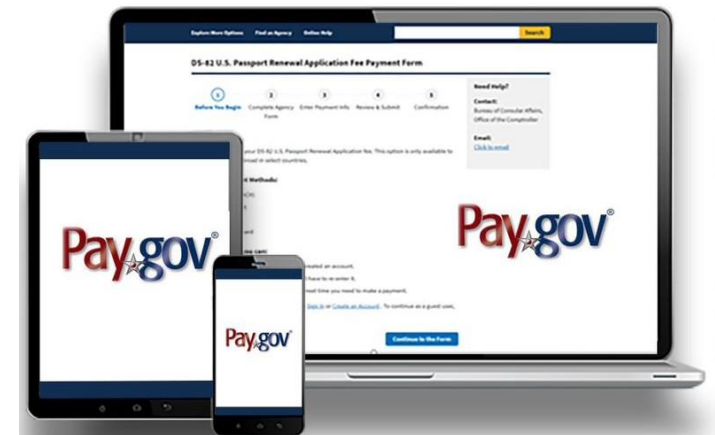 Explore More Options Find an Agency Online Help Search
DS-82 U.S. Passport Renewal Application Fee Payment Form
1 2 3 4 5
Before You Begin Complete Agency Form Enter Payment Info Review & Submit Confirmation
Need Help?
Contact:
Bureau of Consular Affairs,
Office of the Comptroller
Email:
Click to email
your DS-82 U.S. Passport Renewal Application fee. This option is only available to
in select countries.
Methods:
can:
created an account,
have to re-enter it,
next time you need to make a payment.
Sign In or Create an Account. To continue as a guest user,
Continue to the Form
Pay.gov®
Pay.gov®
Pay.gov®